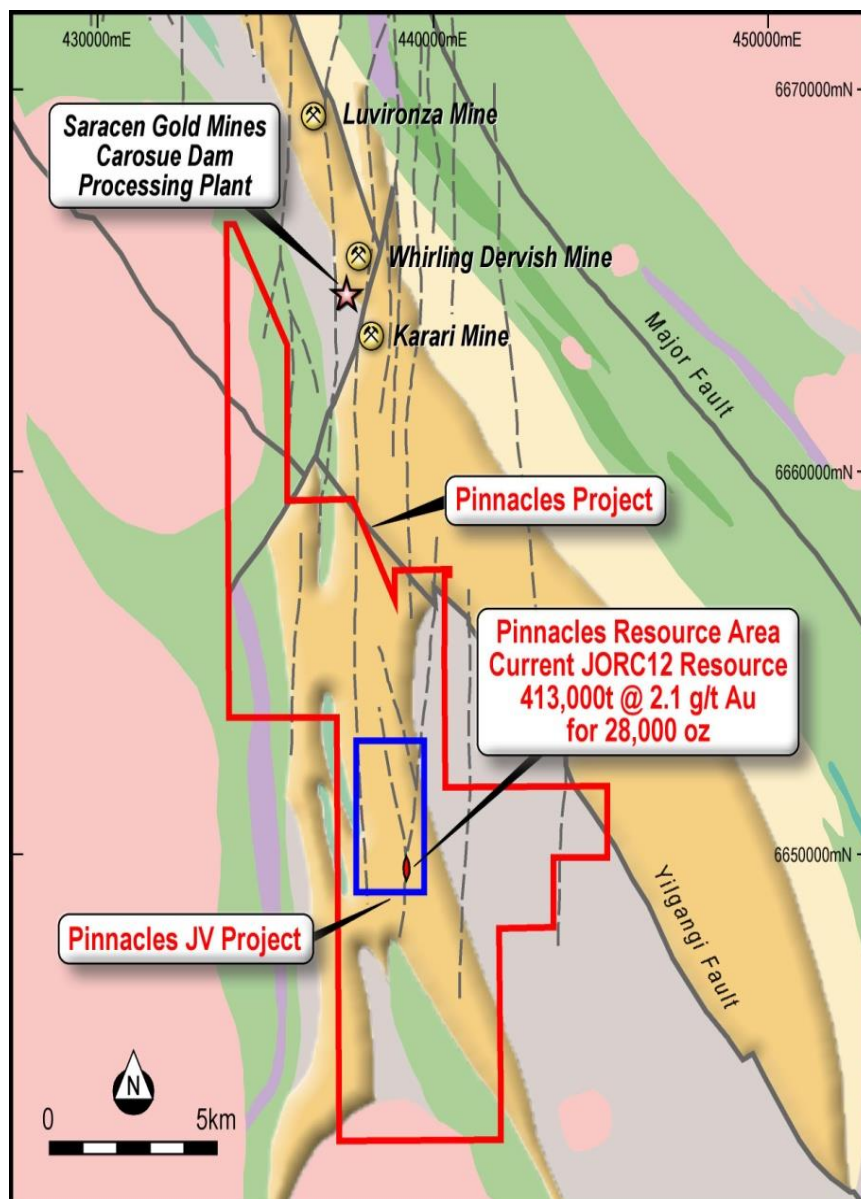 430000mE
440000mE
450000mE
6670000mN
Luvironza Mine
Saracen Gold Mines
Carosue Dam
Processing Plant
Whirling Dervish Mine
Karari Mine
Major Fault
6660000mN
Pinnacles Project
Pinnacles Resource Area
Current JORC12 Resource
413,000t @ 2.1 g/t Au
for 28,000 oz
6650000mN
Pinnacles JV Project
Yilgangi Fault
N
0
5km